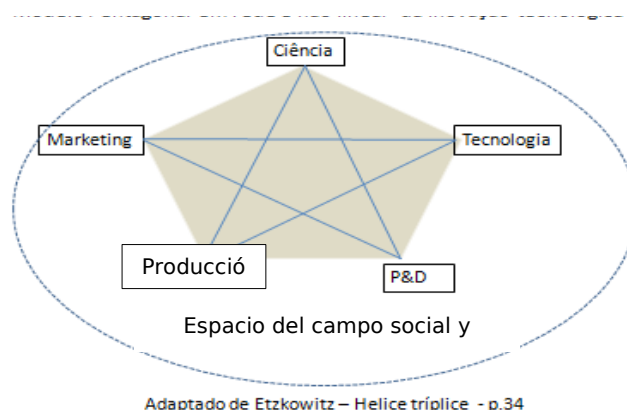 Ciência
Marketing
Tecnologia
Producció
P&D
Espacio del campo social y
Adaptado de Etzkowitz – Helice tríplice - p.34